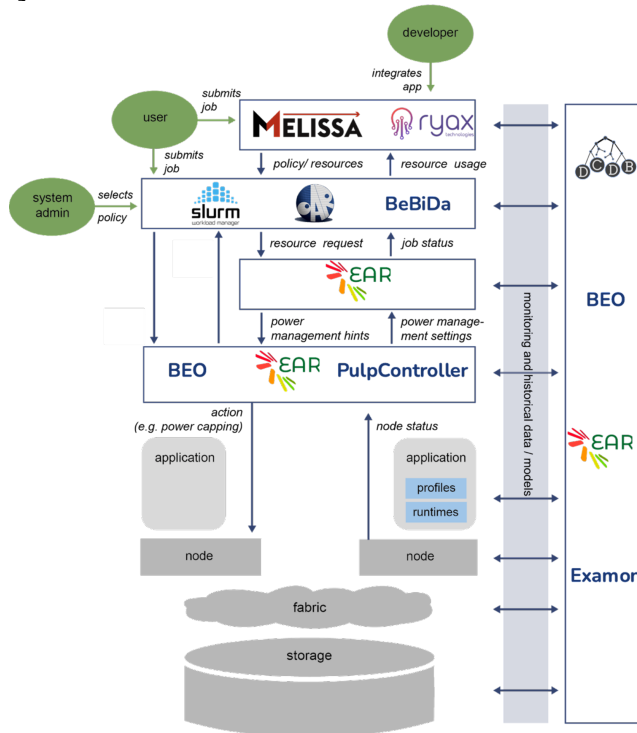 developer
integrates
app
submits
job
user
MELISSA
ryax
technologies
submits
job
policy/ resources
resource usage
system
admin
selects
policy
slurm
workload manager
OAR
BeBiDa
resource request
job status
EAR
power
management hints
power manage-
ment settings
BEO
EAR
PulpController
action
(e.g. power capping)
node status
application
application
profiles
runtimes
node
node
fabric
storage
monitoring and historical data / models
D
C
D
B
BEO
EAR
Examon